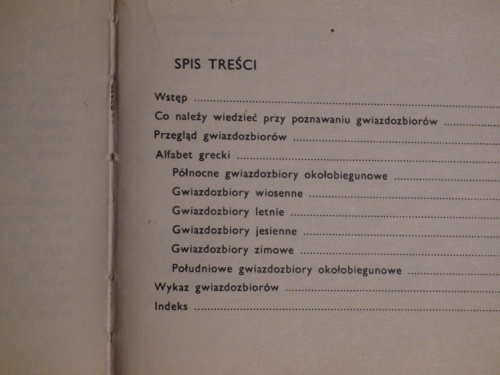 SPIS TREŚCI
Wstęp
Co należy wiedzieć przy poznawaniu gwiazdozbiorów
Przegląd gwiazdozbiorów
Alfabet grecki
Północne gwiazdozbiory okołobiegunowe
Gwiazdozbiory wiosenne
Gwiazdozbiory letnie
Gwiazdozbiory jesienne
Gwiazdozbiory zimowe
Południowe gwiazdozbiory okołobiegunowe
Wykaz gwiazdozbiorów
Indeks